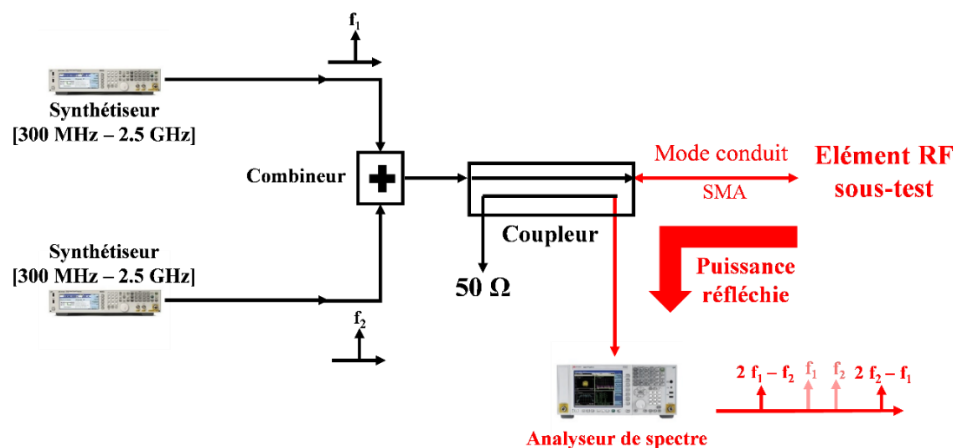 f₁
Synthétiseur
[300 MHz – 2.5 GHz]
Combineur
Mode conduit
SMA
Elément RF
sous-test
Coupleur
50 Ω
Puissance
réfléchie
Synthétiseur
[300 MHz – 2.5 GHz]
f₂
2 f₁ – f₂ f₁ f₂ 2 f₂ – f₁
Analyseur de spectre